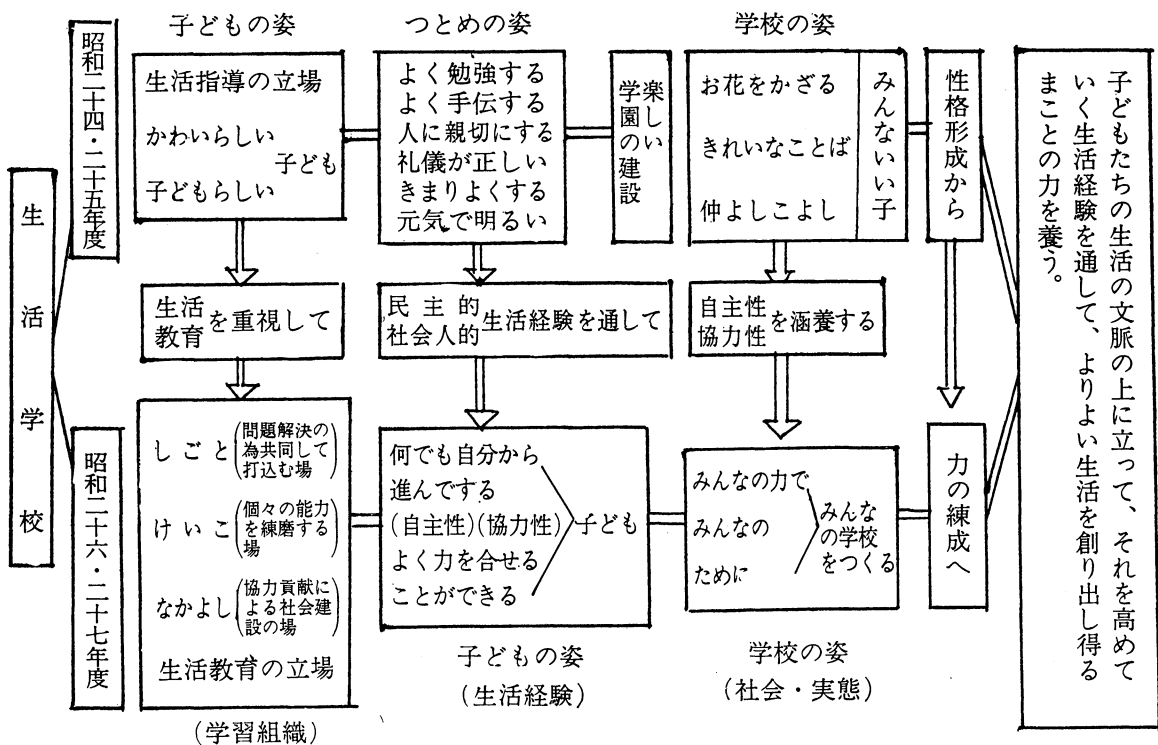 生活学校
昭和二十四・二十五年度
子どもの姿
生活指導の立場
かわいらしい
子ども
子どもらしい
つとめの姿
よく勉強する
よく手伝する
人に親切にする
礼儀が正しい
きまりよくする
元気で明るい
楽しい
学園の建設
学校の姿
お花をかざる
きれいなことば
仲よしこよし
みんないい子
性格形成から
生活
教育
を重視して
民主的
社会人的
生活経験を通して
自主性
協力性
を涵養する
昭和二十六・二十七年度
しごと
(問題解決の
為共同して
打込む場)
けいこ
(個々の能力
を練磨する
場)
なかよし
(協力貢献に
よる社会建
設の場)
生活教育の立場
(学習組織)
何でも自分から
進んでする
(自主性)(協力性)
よく力を合せる
ことができる
子ども
子どもの姿
(生活経験)
みんなの力で
みんなの
ために
みんな
の学校
をつくる
学校の姿
(社会・実態)
力の練成へ
子どもたちの生活の文脈の上に立って、それを高めて
いく生活経験を通して、よりよい生活を創り出し得る
まことの力を養う。